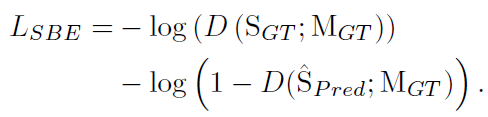 L_{SBE} = − log (D (S_{GT}; M_{GT}))
− log (1 − D(Ŝ_{Pred}; M_{GT})) .